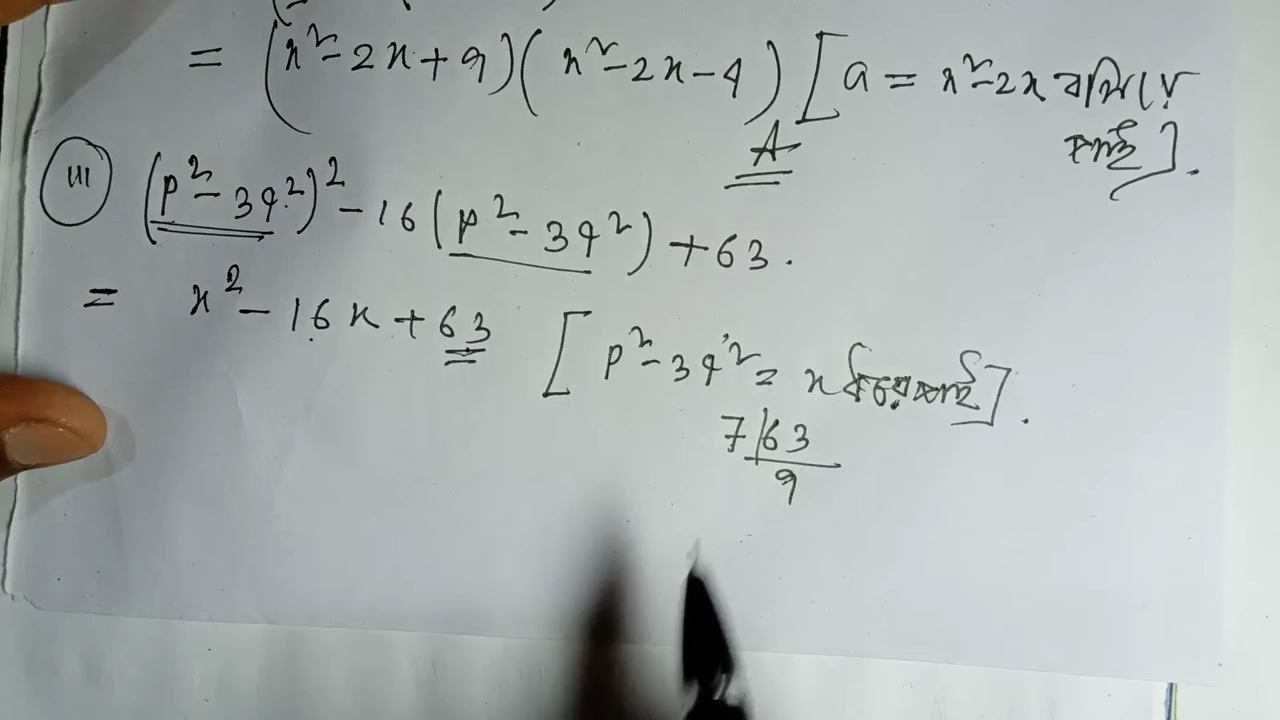 = (x²-2x+9)(x²-2x-4) [a = x²-2x বসিয়ে পাই].
A
(III) (p²-3q²)² -16(p²-3q²) +63.
= x² -16x + 63 [p²-3q² = x ধরে পাই].
7|63
9